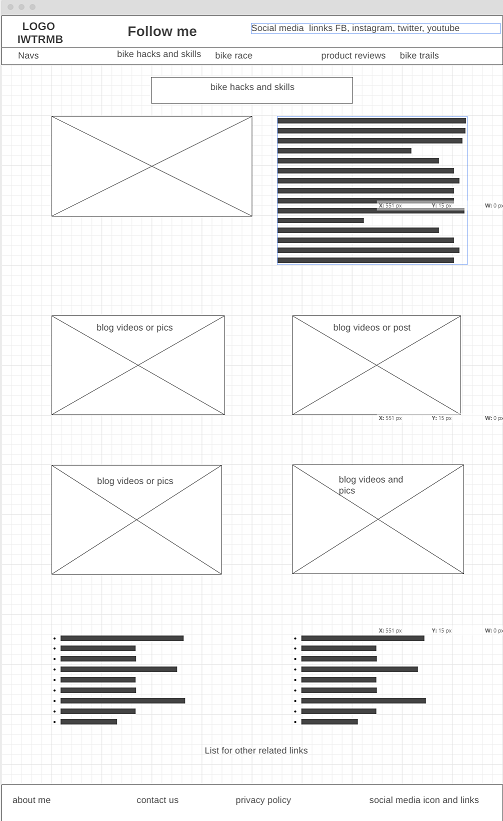 LOGO
IWTRMB
Follow me
Social media  linnks FB, instagram, twitter, youtube
Navs
bike hacks and skills
bike race
product reviews
bike trails
bike hacks and skills
X: 551 px Y: 15 px W: 0 px
blog videos or pics
blog videos or post
X: 551 px Y: 15 px W: 0 px
blog videos or pics
blog videos and
pics
X: 551 px Y: 15 px W: 0 px
List for other related links
about me
contact us
privacy policy
social media icon and links